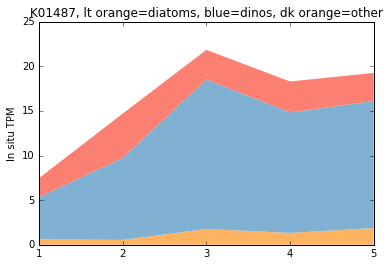 K01487, lt orange=diatoms, blue=dinos, dk orange=other
25
20
15
10
5
0
In situ TPM
1 2 3 4 5